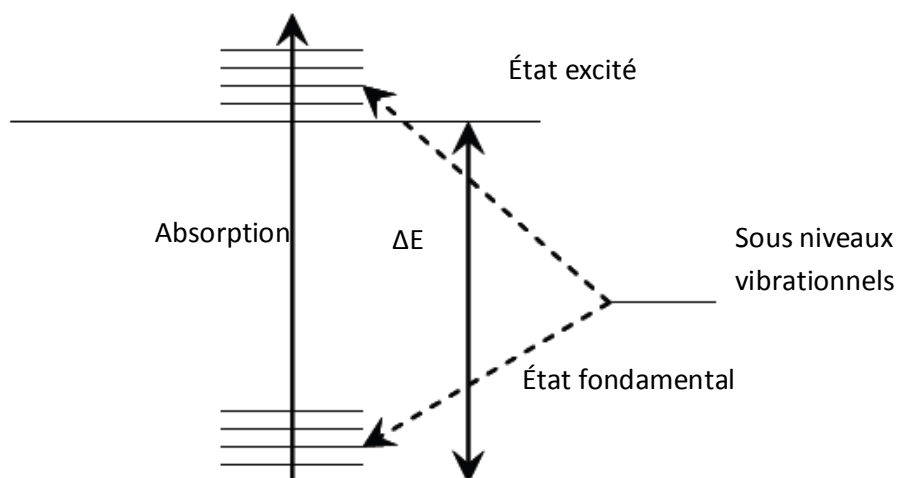 État excité
Absorption
ΔE
Sous niveaux
vibrationnels
État fondamental